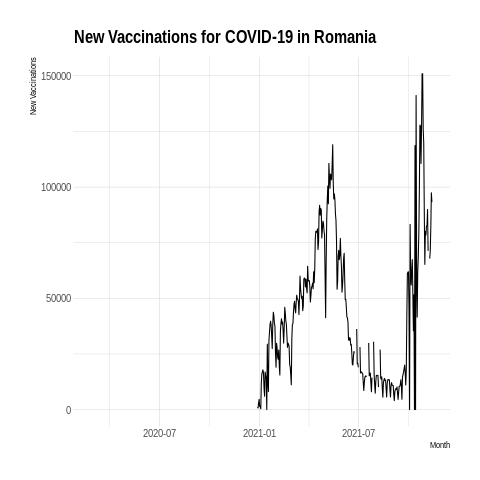 New Vaccinations for COVID-19 in Romania
New Vaccinations
150000
100000
50000
0
2020-07 2021-01 2021-07
Month